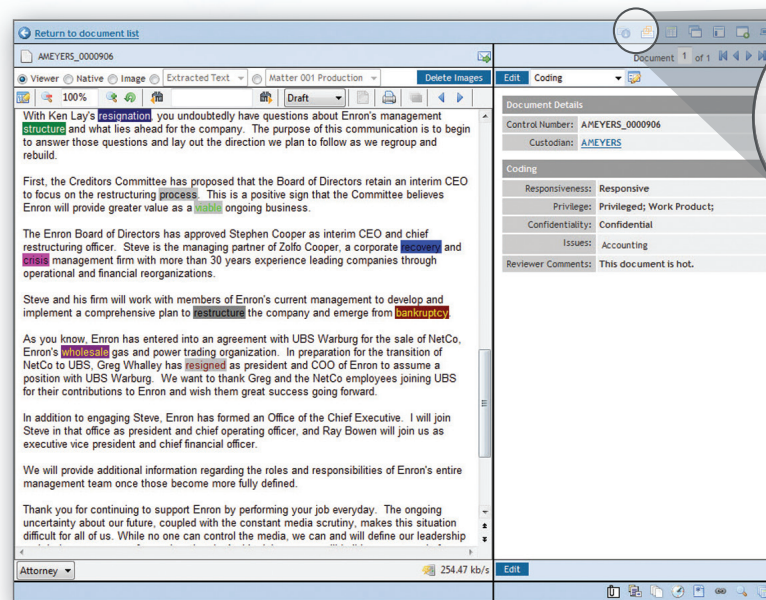 Return to document list
AMEYERS_0000906
Document 1 of 1
Viewer Native Image Extracted Text Matter 001 Production Delete Images
Edit Coding
100% Draft
With Ken Lay's resignation you undoubtedly have questions about Enron's management
structure and what lies ahead for the company. The purpose of this communication is to begin
to answer those questions and lay out the direction we plan to follow as we regroup and
rebuild.
First, the Creditors Committee has proposed that the Board of Directors retain an interim CEO
to focus on the restructuring process. This is a positive sign that the Committee believes
Enron will provide greater value as a viable ongoing business.
The Enron Board of Directors has approved Stephen Cooper as interim CEO and chief
restructuring officer. Steve is the managing partner of Zolfo Cooper, a corporate recovery and
crisis management firm with more than 30 years experience leading companies through
operational and financial reorganizations.
Steve and his firm will work with members of Enron's current management to develop and
implement a comprehensive plan to restructure the company and emerge from bankruptcy.
As you know, Enron has entered into an agreement with UBS Warburg for the sale of NetCo,
Enron's wholesale gas and power trading organization. In preparation for the transition of
NetCo to UBS, Greg Whalley has resigned as president and COO of Enron to assume a
position with UBS Warburg. We want to thank Greg and the NetCo employees joining UBS
for their contributions to Enron and wish them great success going forward.
In addition to engaging Steve, Enron has formed an Office of the Chief Executive. I will join
Steve in that office as president and chief operating officer, and Ray Bowen will join us as
executive vice president and chief financial officer.
We will provide additional information regarding the roles and responsibilities of Enron's entire
management team once those become more fully defined.
Thank you for continuing to support Enron by performing your job everyday. The ongoing
uncertainty about our future, coupled with the constant media scrutiny, makes this situation
difficult for all of us. While no one can control the media, we can and will define our leadership
Attorney 254.47 kb/s
Document Details
Control Number: AMEYERS_0000906
Custodian: AMEYERS
Coding
Responsiveness: Responsive
Privilege: Privileged; Work Product;
Confidentiality: Confidential
Issues: Accounting
Reviewer Comments: This document is hot.
Edit